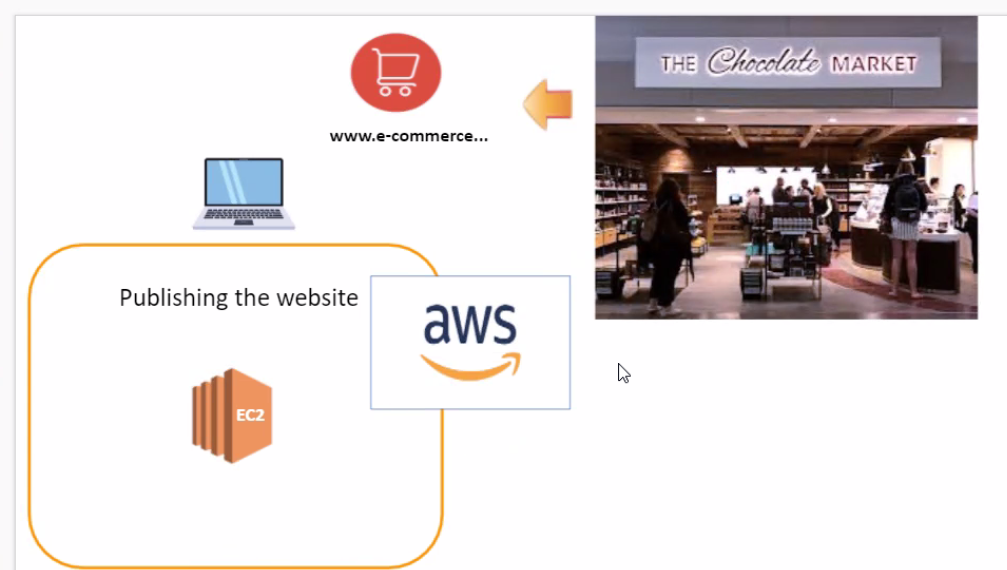 THE Chocolate MARKET
www.e-commerce...
Publishing the website
aws
EC2